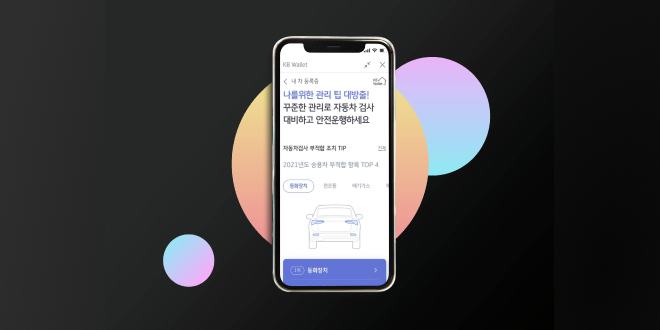 KB Wallet
내 차 등록증
나를위한 관리 팁 대방출!
꾸준한 관리로 자동차 검사
대비하고 안전운행하세요
자동차검사 부적합 조치 TIP
2021년도 승용차 부적합 항목 TOP 4
등화장치
배기가스
1위 등화장치